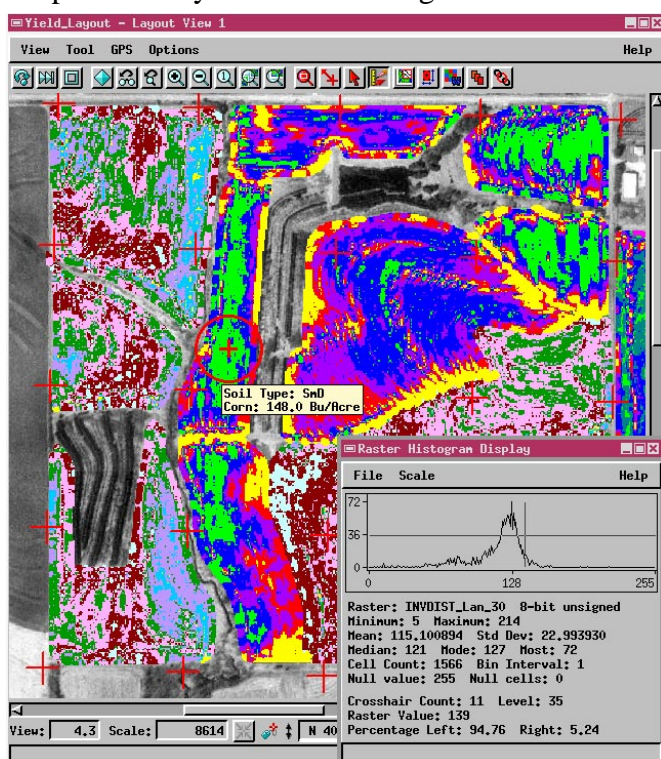 Yield_Layout - Layout View 1
View Tool GPS Options Help
Soil Type: SmD
Corn: 148.0 Bu/Acre
Raster Histogram Display
File Scale Help
72
36
0
0 128 255
Raster: INVDIST_Lan_30 8-bit unsigned
Minimum: 5 Maximum: 214
Mean: 115.100894 Std Dev: 22.993930
Median: 121 Mode: 127 Most: 72
Cell Count: 1566 Bin Interval: 1
Null value: 255 Null cells: 0
Crosshair Count: 11 Level: 35
Raster Value: 139
Percentage Left: 94.76 Right: 5.24
View: 4.3 Scale: 8614 N 40